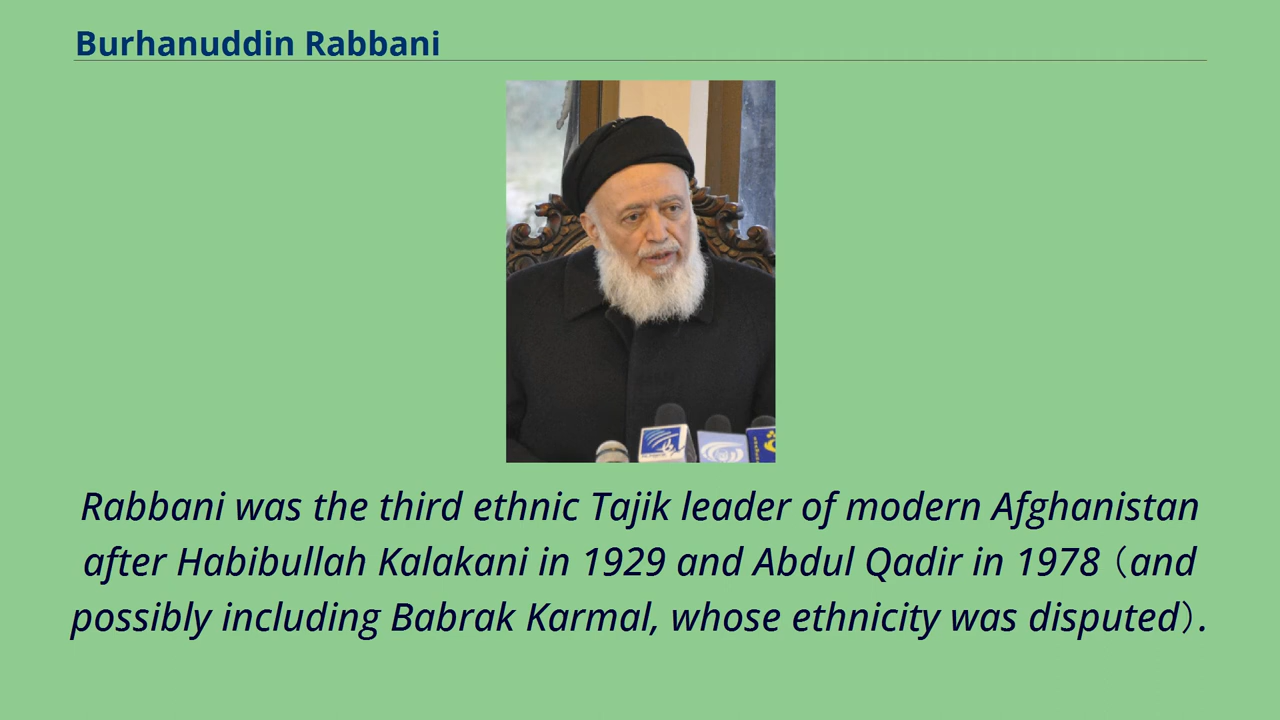 Burhanuddin Rabbani
Rabbani was the third ethnic Tajik leader of modern Afghanistan
after Habibullah Kalakani in 1929 and Abdul Qadir in 1978（and
possibly including Babrak Karmal, whose ethnicity was disputed）.